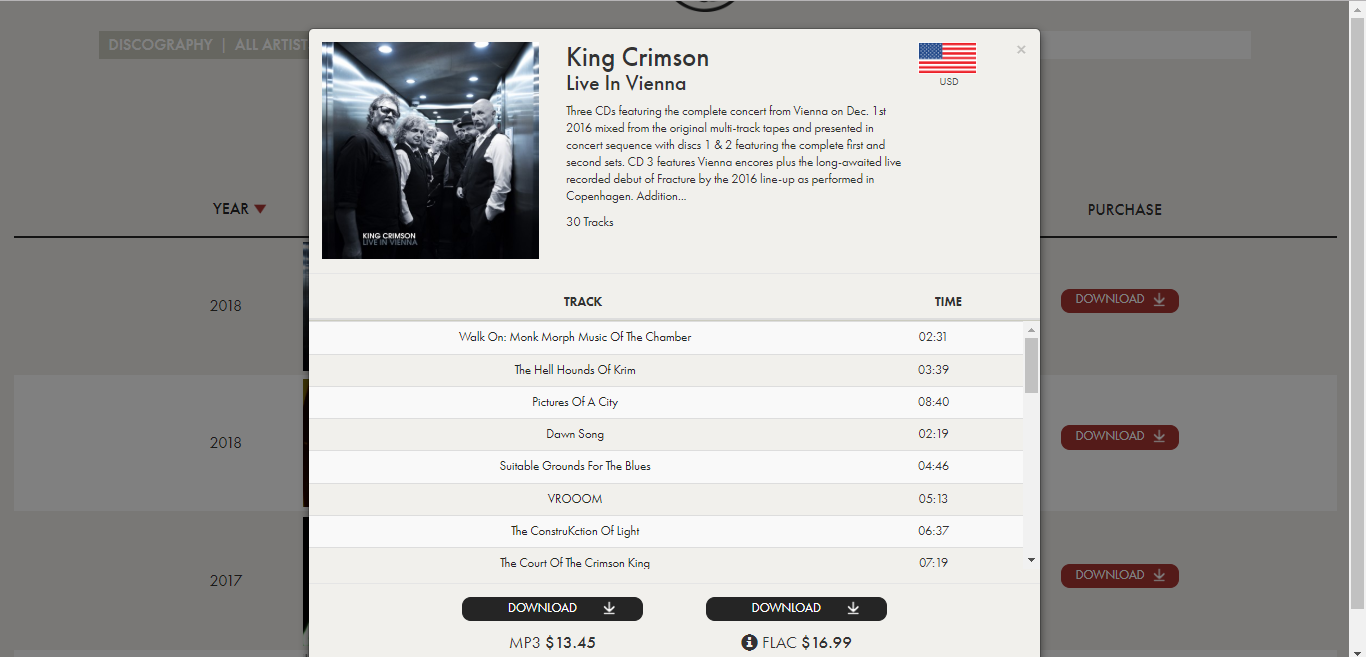 DISCOGRAPHY | ALL ARTIST
King Crimson
Live In Vienna
USD
×
Three CDs featuring the complete concert from Vienna on Dec. 1st
2016 mixed from the original multi-track tapes and presented in
concert sequence with discs 1 & 2 featuring the complete first and
second sets. CD 3 features Vienna encores plus the long-awaited live
recorded debut of Fracture by the 2016 line-up as performed in
Copenhagen. Addition...
30 Tracks
KING CRIMSON
LIVE IN VIENNA
YEAR
PURCHASE
TRACK TIME
2018
DOWNLOAD
Walk On: Monk Morph Music Of The Chamber 02:31
The Hell Hounds Of Krim 03:39
Pictures Of A City 08:40
Dawn Song 02:19
2018
DOWNLOAD
Suitable Grounds For The Blues 04:46
VROOOM 05:13
The ConstruKction Of Light 06:37
The Court Of The Crimson King 07:19
2017
DOWNLOAD
DOWNLOAD DOWNLOAD
MP3 $13.45 i FLAC $16.99